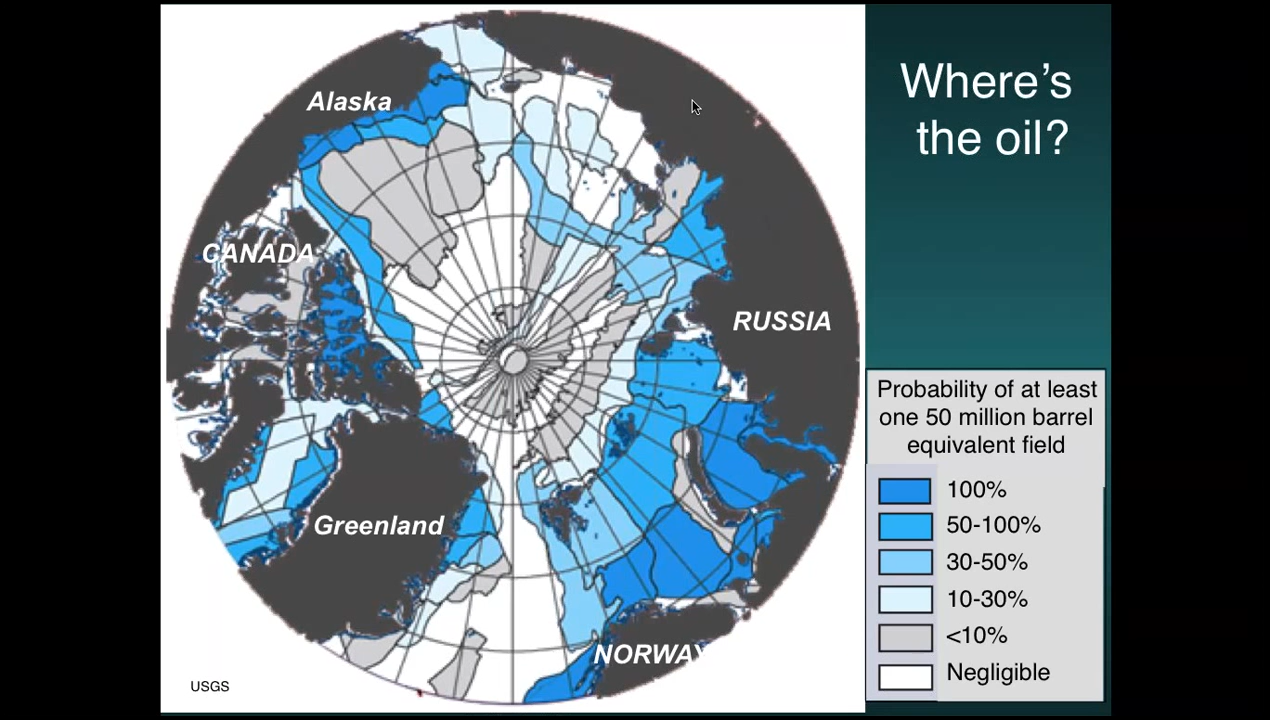 Where's
the oil?
Alaska
CANADA
RUSSIA
Greenland
NORWAY
USGS
Probability of at least
one 50 million barrel
equivalent field
100%
50-100%
30-50%
10-30%
<10%
Negligible